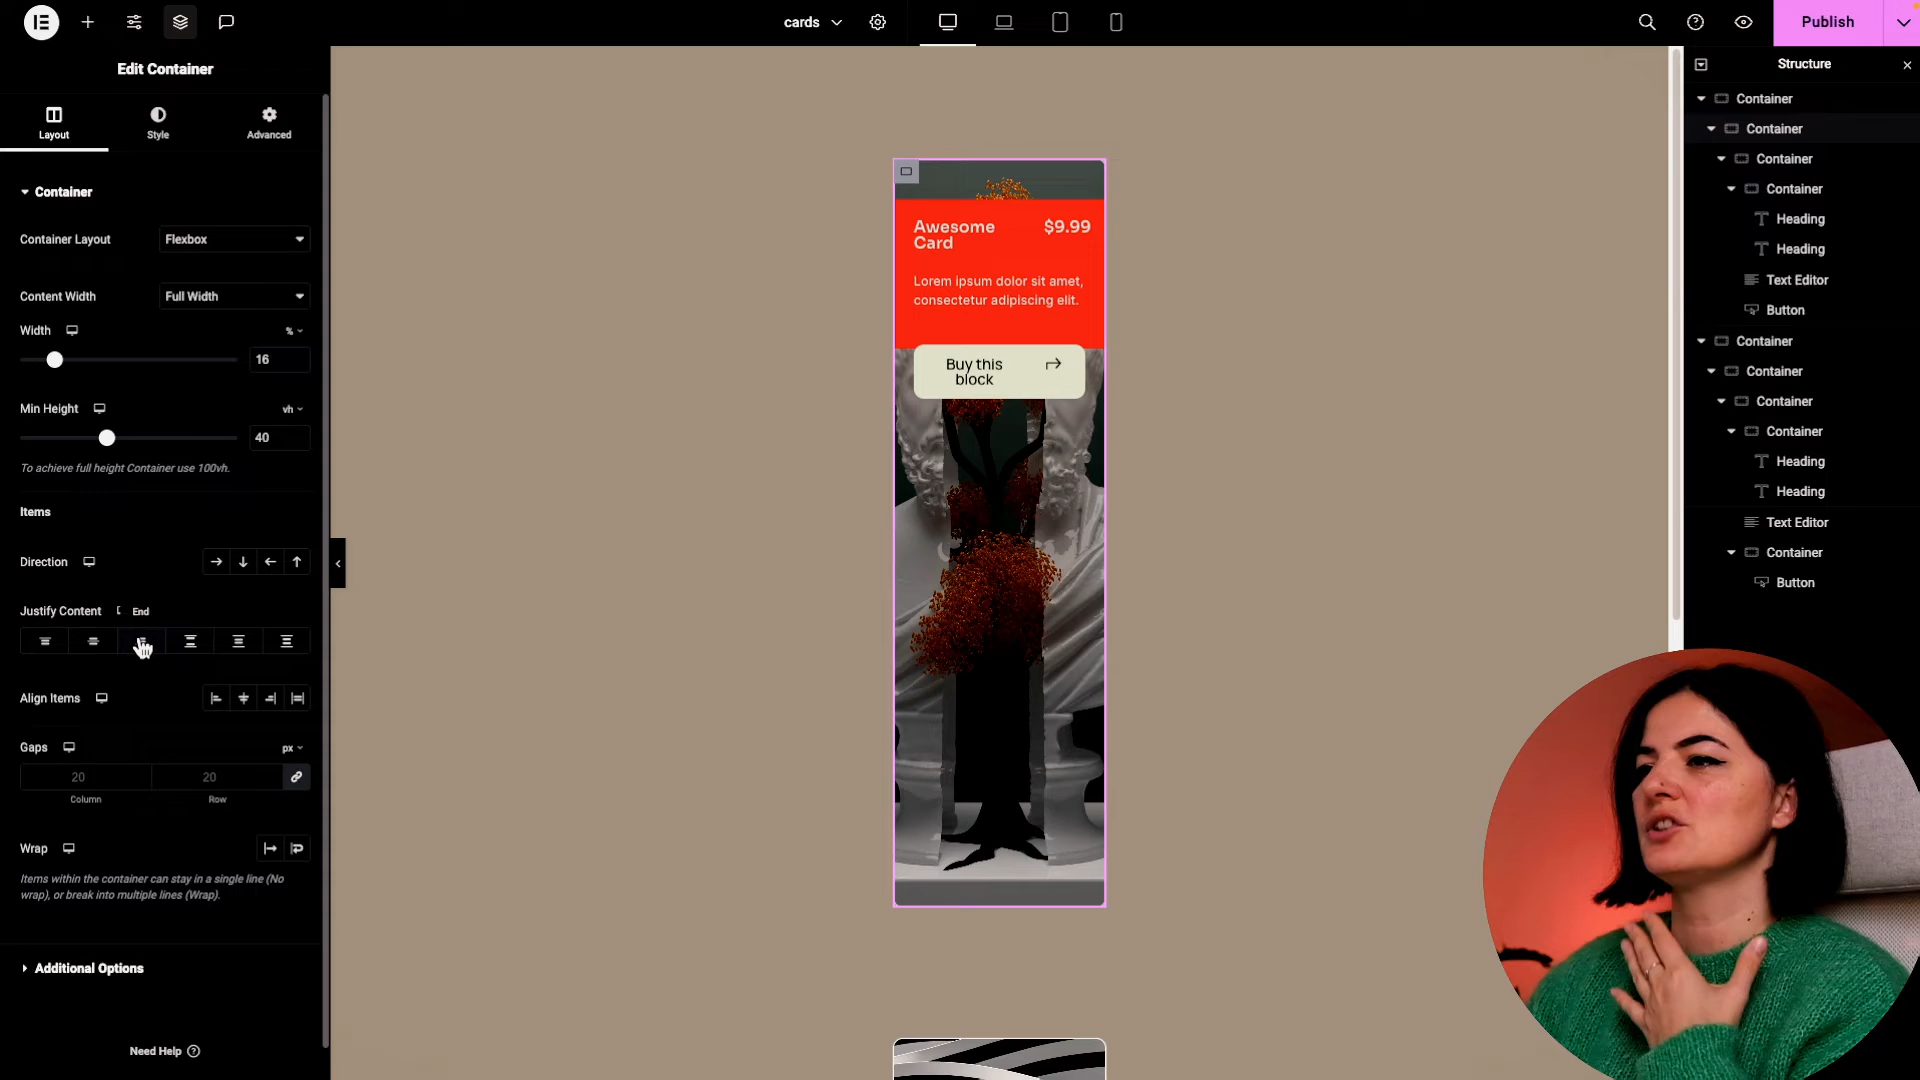 cards
Publish
Edit Container
Layout
Style
Advanced
Container
Container Layout
Flexbox
Content Width
Full Width
Width
%
16
Min Height
vh
40
To achieve full height Container use 100vh.
Items
Direction
Justify Content
End
Align Items
Gaps
px
20
20
Column
Row
Wrap
Items within the container can stay in a single line (No
wrap), or break into multiple lines (Wrap).
Additional Options
Need Help
Awesome
Card
$9.99
Lorem ipsum dolor sit amet,
consectetur adipiscing elit.
Buy this
block
Structure
Container
Container
Container
Container
Heading
Heading
Text Editor
Button
Container
Container
Container
Container
Heading
Heading
Text Editor
Container
Button